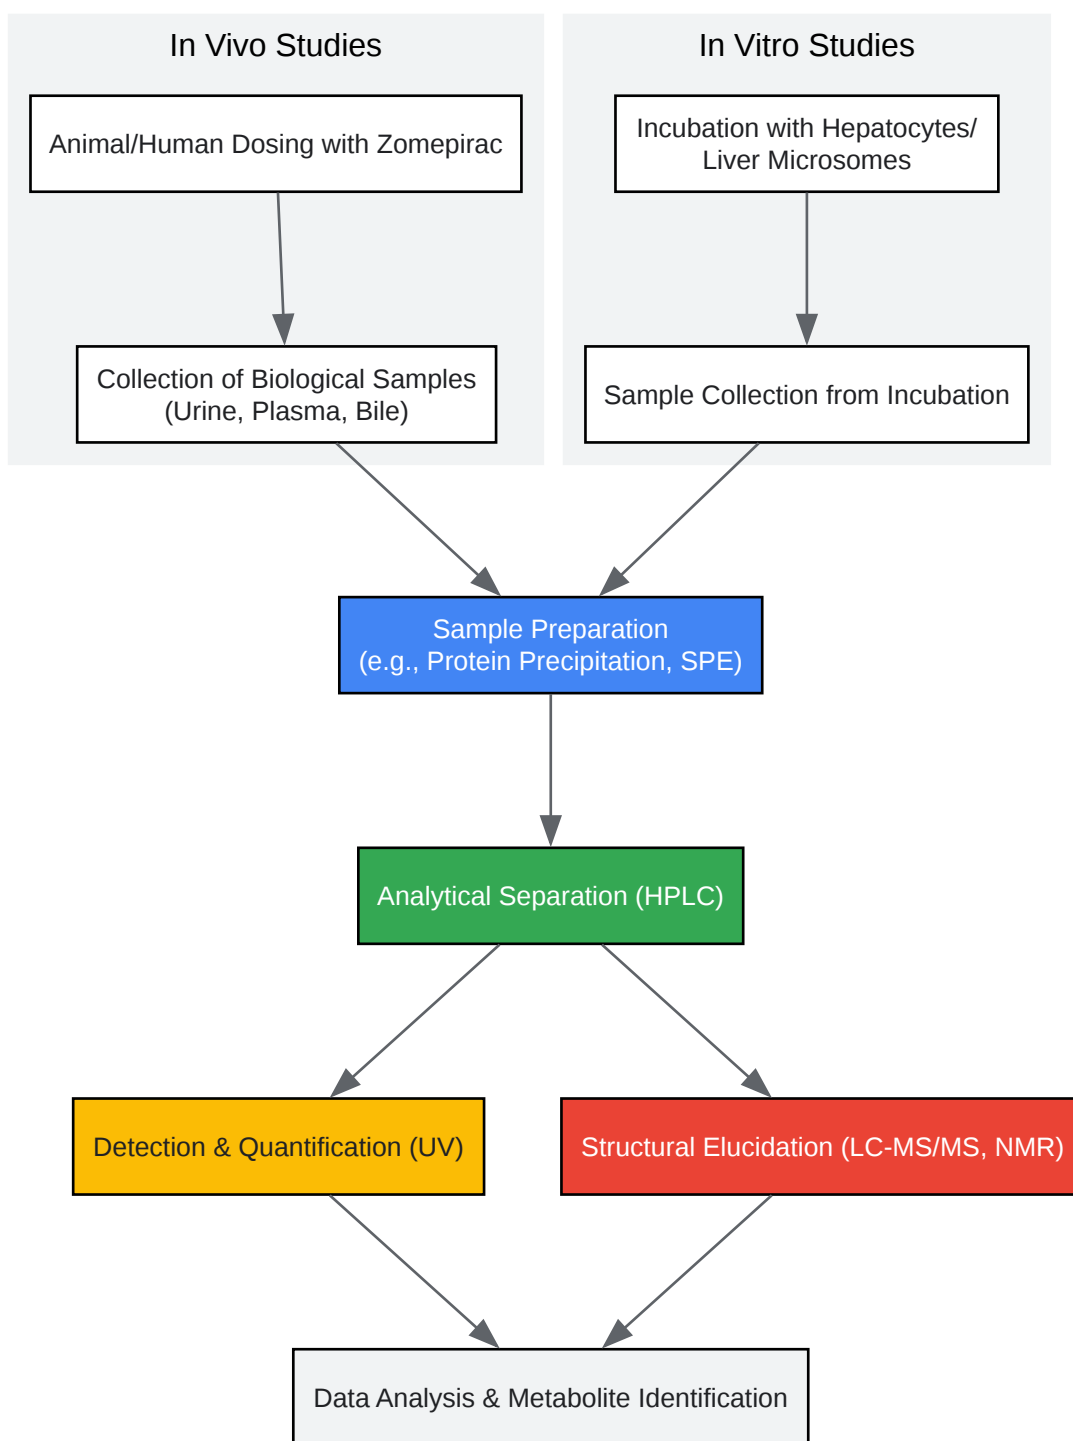 In Vivo Studies
In Vitro Studies
Animal/Human Dosing with Zomepirac
Incubation with Hepatocytes/
Liver Microsomes
Collection of Biological Samples
(Urine, Plasma, Bile)
Sample Collection from Incubation
Sample Preparation
(e.g., Protein Precipitation, SPE)
Analytical Separation (HPLC)
Detection & Quantification (UV)
Structural Elucidation (LC-MS/MS, NMR)
Data Analysis & Metabolite Identification